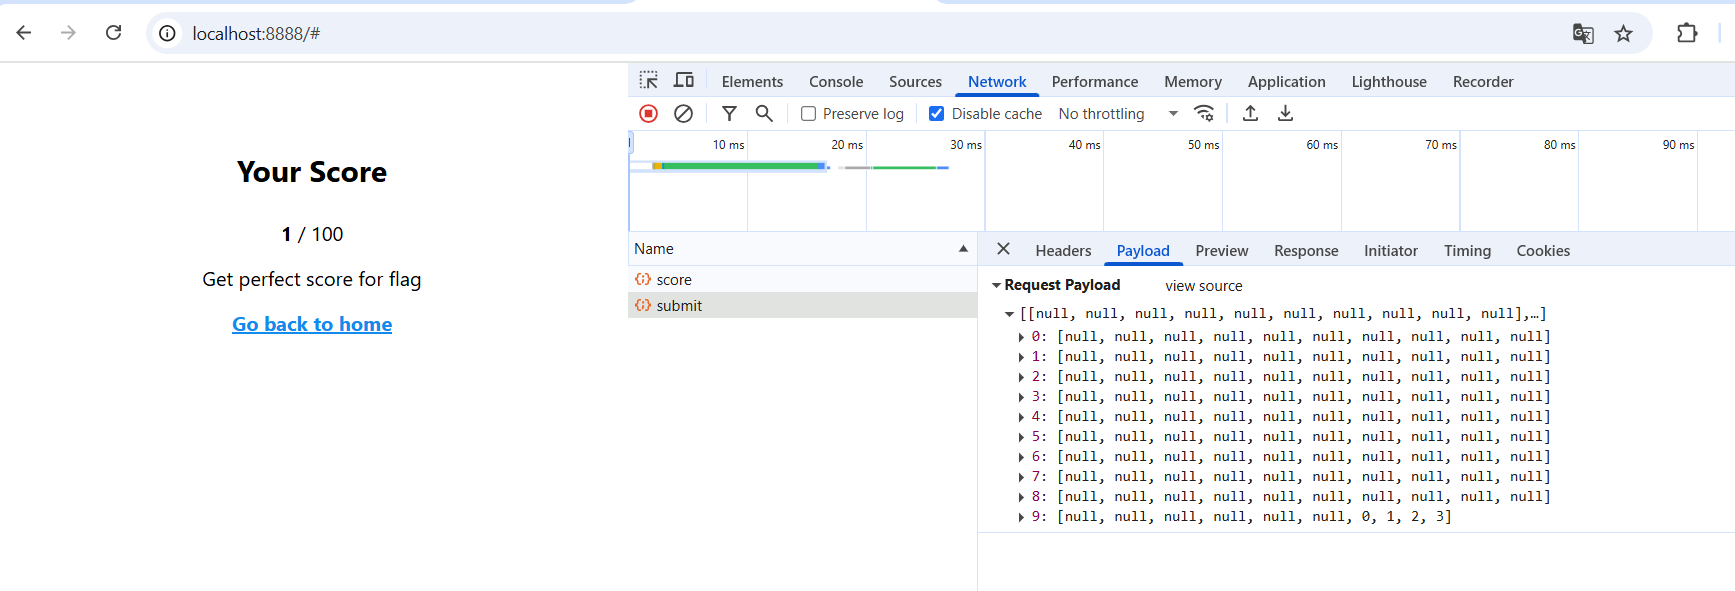 localhost:8888/#
Elements Console Sources Network Performance Memory Application Lighthouse Recorder
Preserve log Disable cache No throttling
10 ms 20 ms 30 ms 40 ms 50 ms 60 ms 70 ms 80 ms 90 ms
Your Score
1 / 100
Get perfect score for flag
Go back to home
Name
score
submit
Headers Payload Preview Response Initiator Timing Cookies
Request Payload view source
[[null, null, null, null, null, null, null, null, null, null],…]
0: [null, null, null, null, null, null, null, null, null, null]
1: [null, null, null, null, null, null, null, null, null, null]
2: [null, null, null, null, null, null, null, null, null, null]
3: [null, null, null, null, null, null, null, null, null, null]
4: [null, null, null, null, null, null, null, null, null, null]
5: [null, null, null, null, null, null, null, null, null, null]
6: [null, null, null, null, null, null, null, null, null, null]
7: [null, null, null, null, null, null, null, null, null, null]
8: [null, null, null, null, null, null, null, null, null, null]
9: [null, null, null, null, null, null, 0, 1, 2, 3]